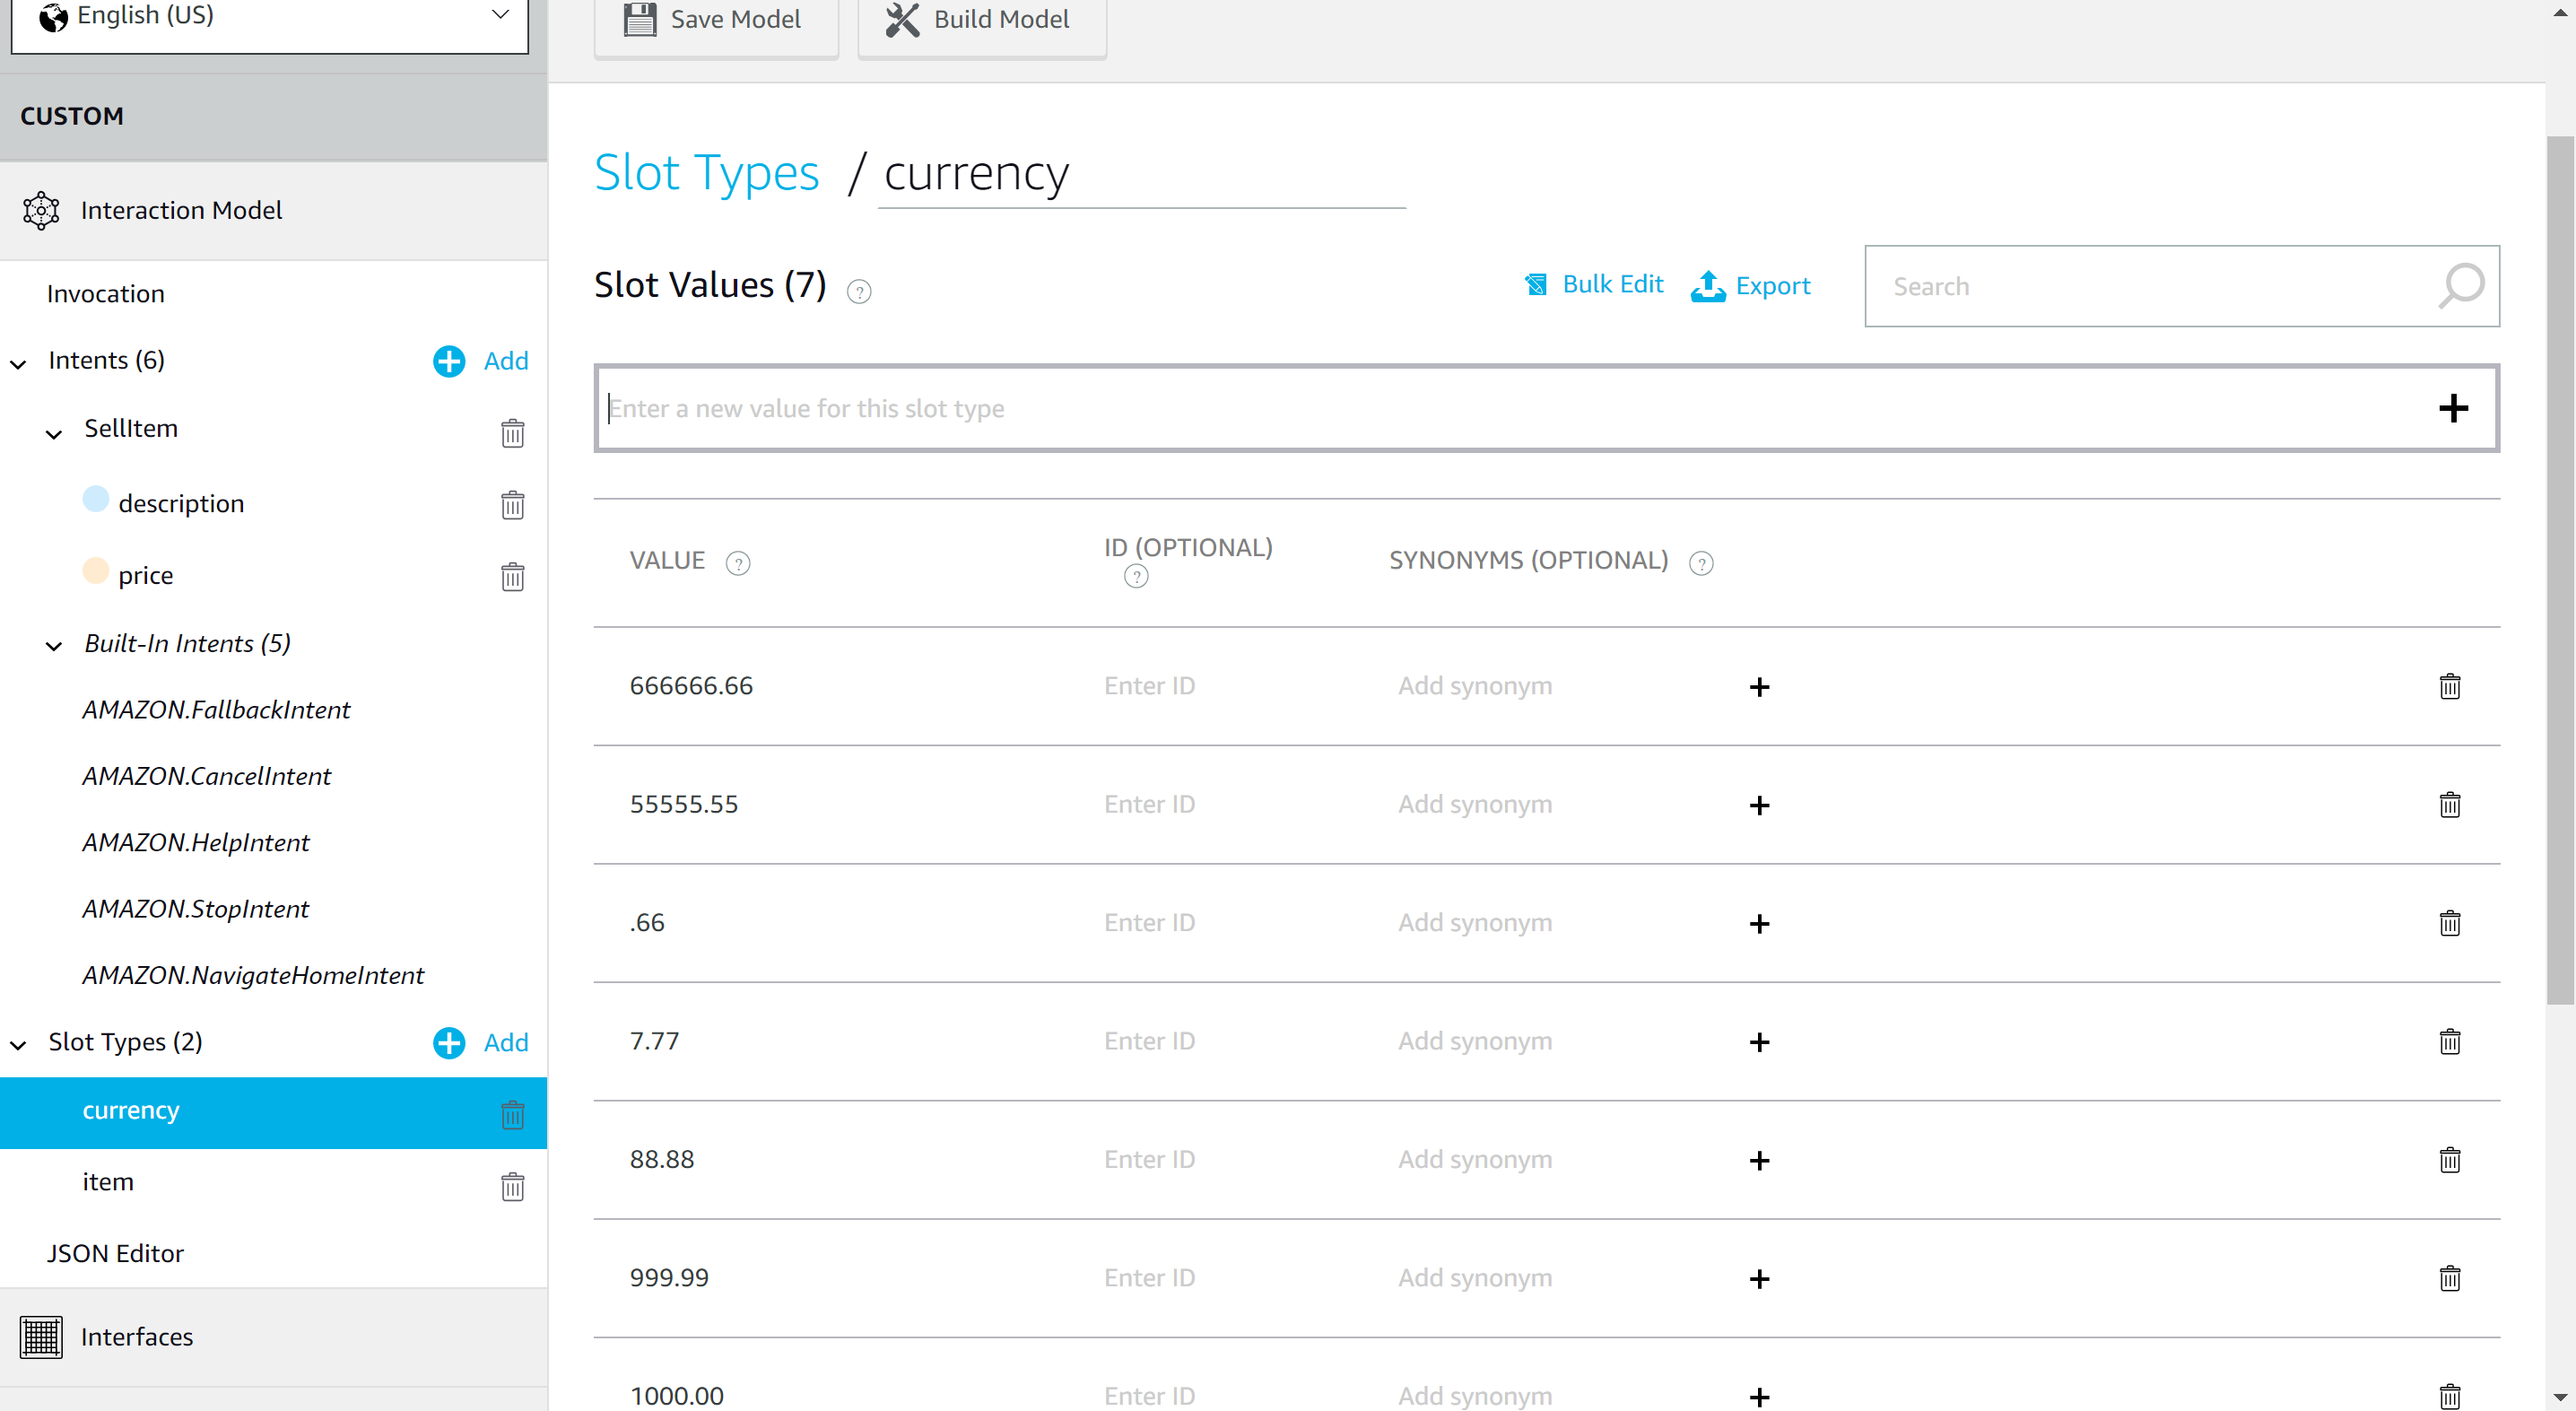 English (US)
Save Model
Build Model
CUSTOM
Interaction Model
Invocation
Intents (6)
Add
SellItem
description
price
Built-In Intents (5)
AMAZON.FallbackIntent
AMAZON.CancelIntent
AMAZON.HelpIntent
AMAZON.StopIntent
AMAZON.NavigateHomeIntent
Slot Types (2)
Add
currency
item
JSON Editor
Interfaces
Slot Types / currency
Slot Values (7) ?
Bulk Edit
Export
Search
Enter a new value for this slot type
VALUE ?
ID (OPTIONAL) ?
SYNONYMS (OPTIONAL) ?
666666.66 Enter ID Add synonym
55555.55 Enter ID Add synonym
.66 Enter ID Add synonym
7.77 Enter ID Add synonym
88.88 Enter ID Add synonym
999.99 Enter ID Add synonym
1000.00 Enter ID Add synonym